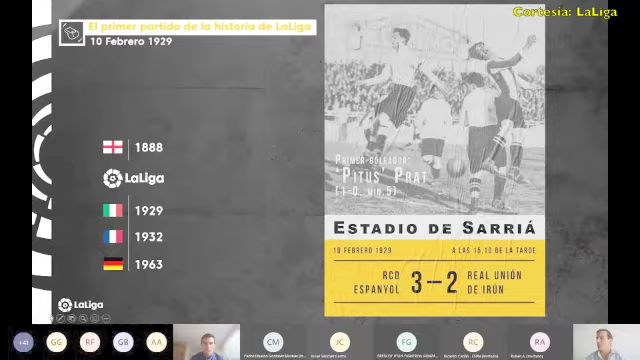 Cortesía: LaLiga
El primer partido de la historia de LaLiga
10 Febrero 1929
1888
LaLiga
1929
1932
1963
LaLiga
PRIMER GOLEADOR:
'PITUS' PRAT
(1-0, MIN.5)
ESTADIO DE SARRIÁ
10 FEBRERO 1929
A LAS 15,10 DE LA TARDE
RCD ESPANYOL
3–2
REAL UNIÓN DE IRÚN
+41
GG
RF
GB
AA
CM
JC
FG
RC
RA